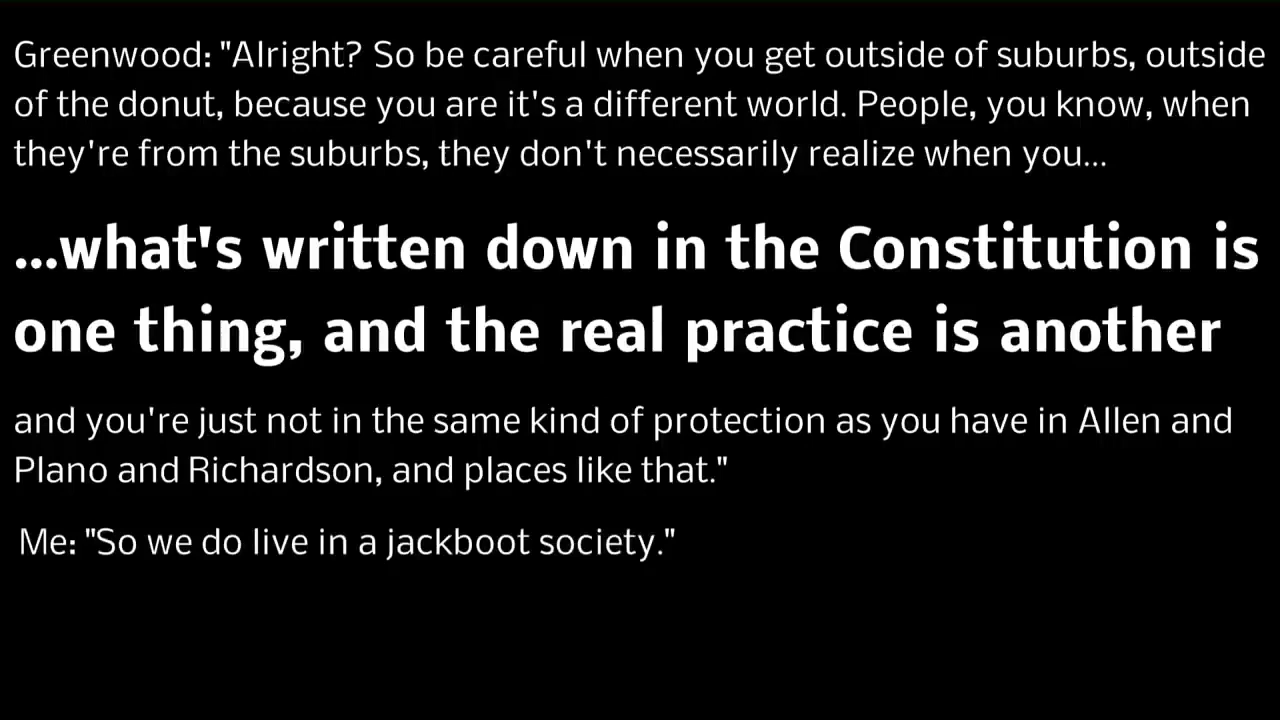 Greenwood: "Alright? So be careful when you get outside of suburbs, outside
of the donut, because you are it's a different world. People, you know, when
they're from the suburbs, they don't necessarily realize when you...
...what's written down in the Constitution is
one thing, and the real practice is another
and you're just not in the same kind of protection as you have in Allen and
Plano and Richardson, and places like that."
Me: "So we do live in a jackboot society."